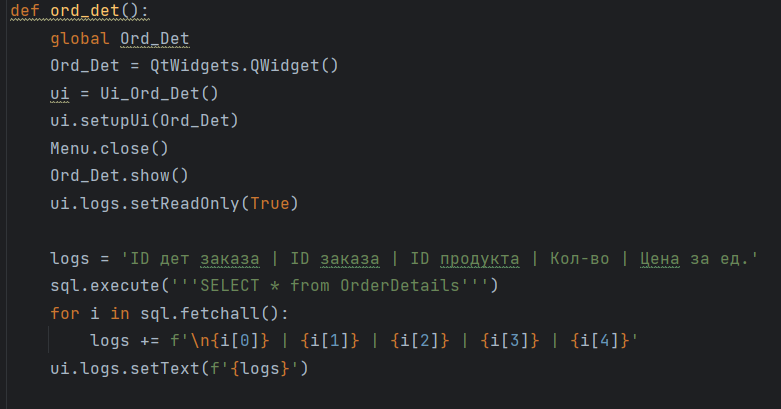 def ord_det():
    global Ord_Det
    Ord_Det = QtWidgets.QWidget()
    ui = Ui_Ord_Det()
    ui.setupUi(Ord_Det)
    Menu.close()
    Ord_Det.show()
    ui.logs.setReadOnly(True)

    logs = 'ID дет заказа | ID заказа | ID продукта | Кол-во | Цена за ед.'
    sql.execute('''SELECT * from OrderDetails''')
    for i in sql.fetchall():
        logs += f'\n{i[0]} | {i[1]} | {i[2]} | {i[3]} | {i[4]}'
    ui.logs.setText(f'{logs}')